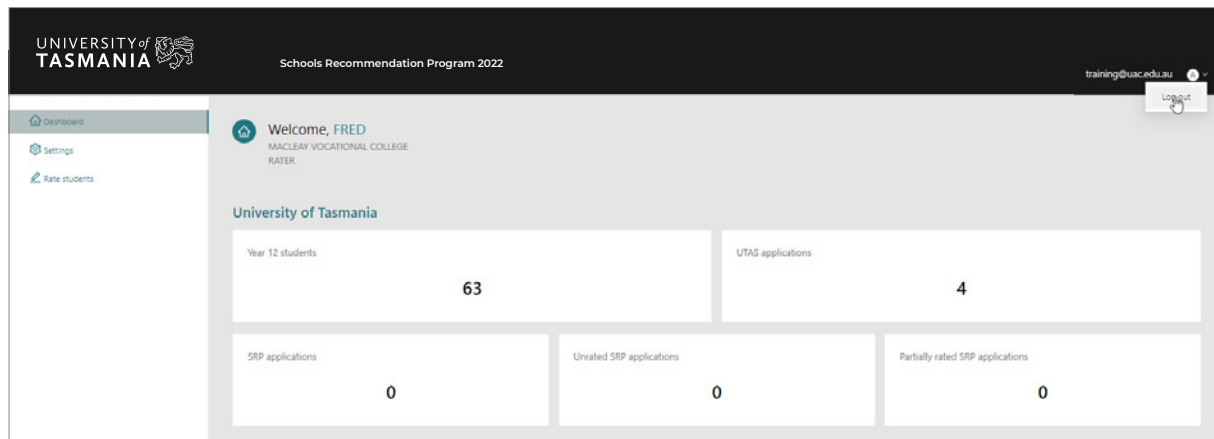 UNIVERSITY of
TASMANIA
Schools Recommendation Program 2022
training@uac.edu.au
Log out
Dashboard
Settings
Rate students
Welcome, FRED
MACLEAY VOCATIONAL COLLEGE
RATER
University of Tasmania
Year 12 students
63
UTAS applications
4
SRP applications
0
Unrated SRP applications
0
Partially rated SRP applications
0